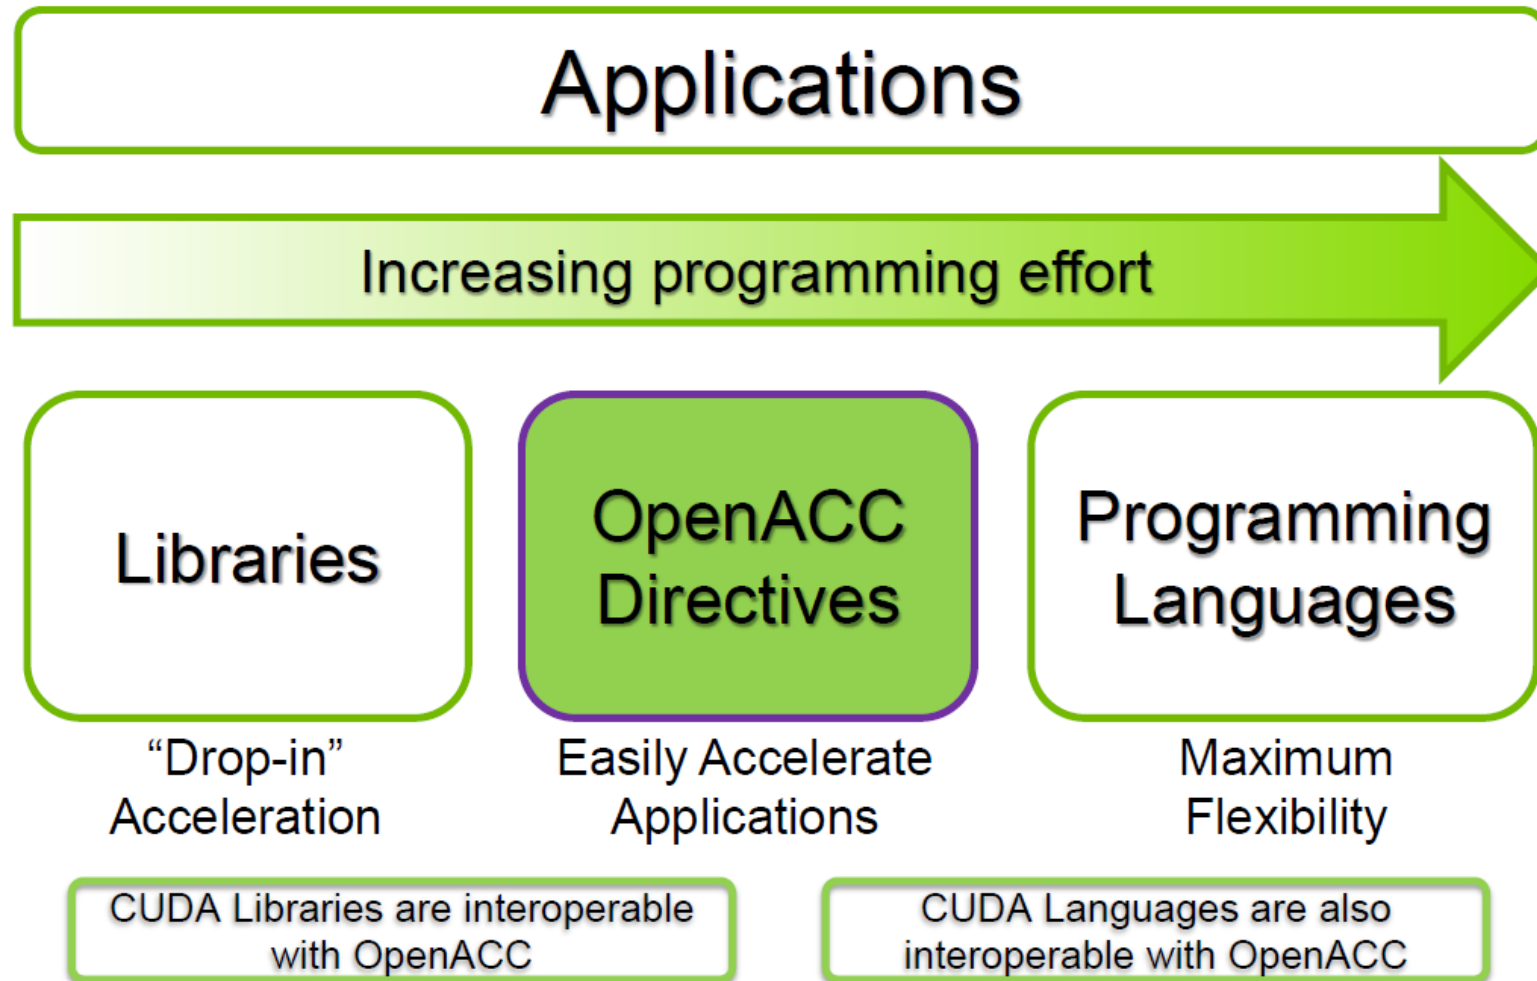 Applications
Increasing programming effort
Libraries
OpenACC
Directives
Programming
Languages
“Drop-in”
Acceleration
Easily Accelerate
Applications
Maximum
Flexibility
CUDA Libraries are interoperable
with OpenACC
CUDA Languages are also
interoperable with OpenACC